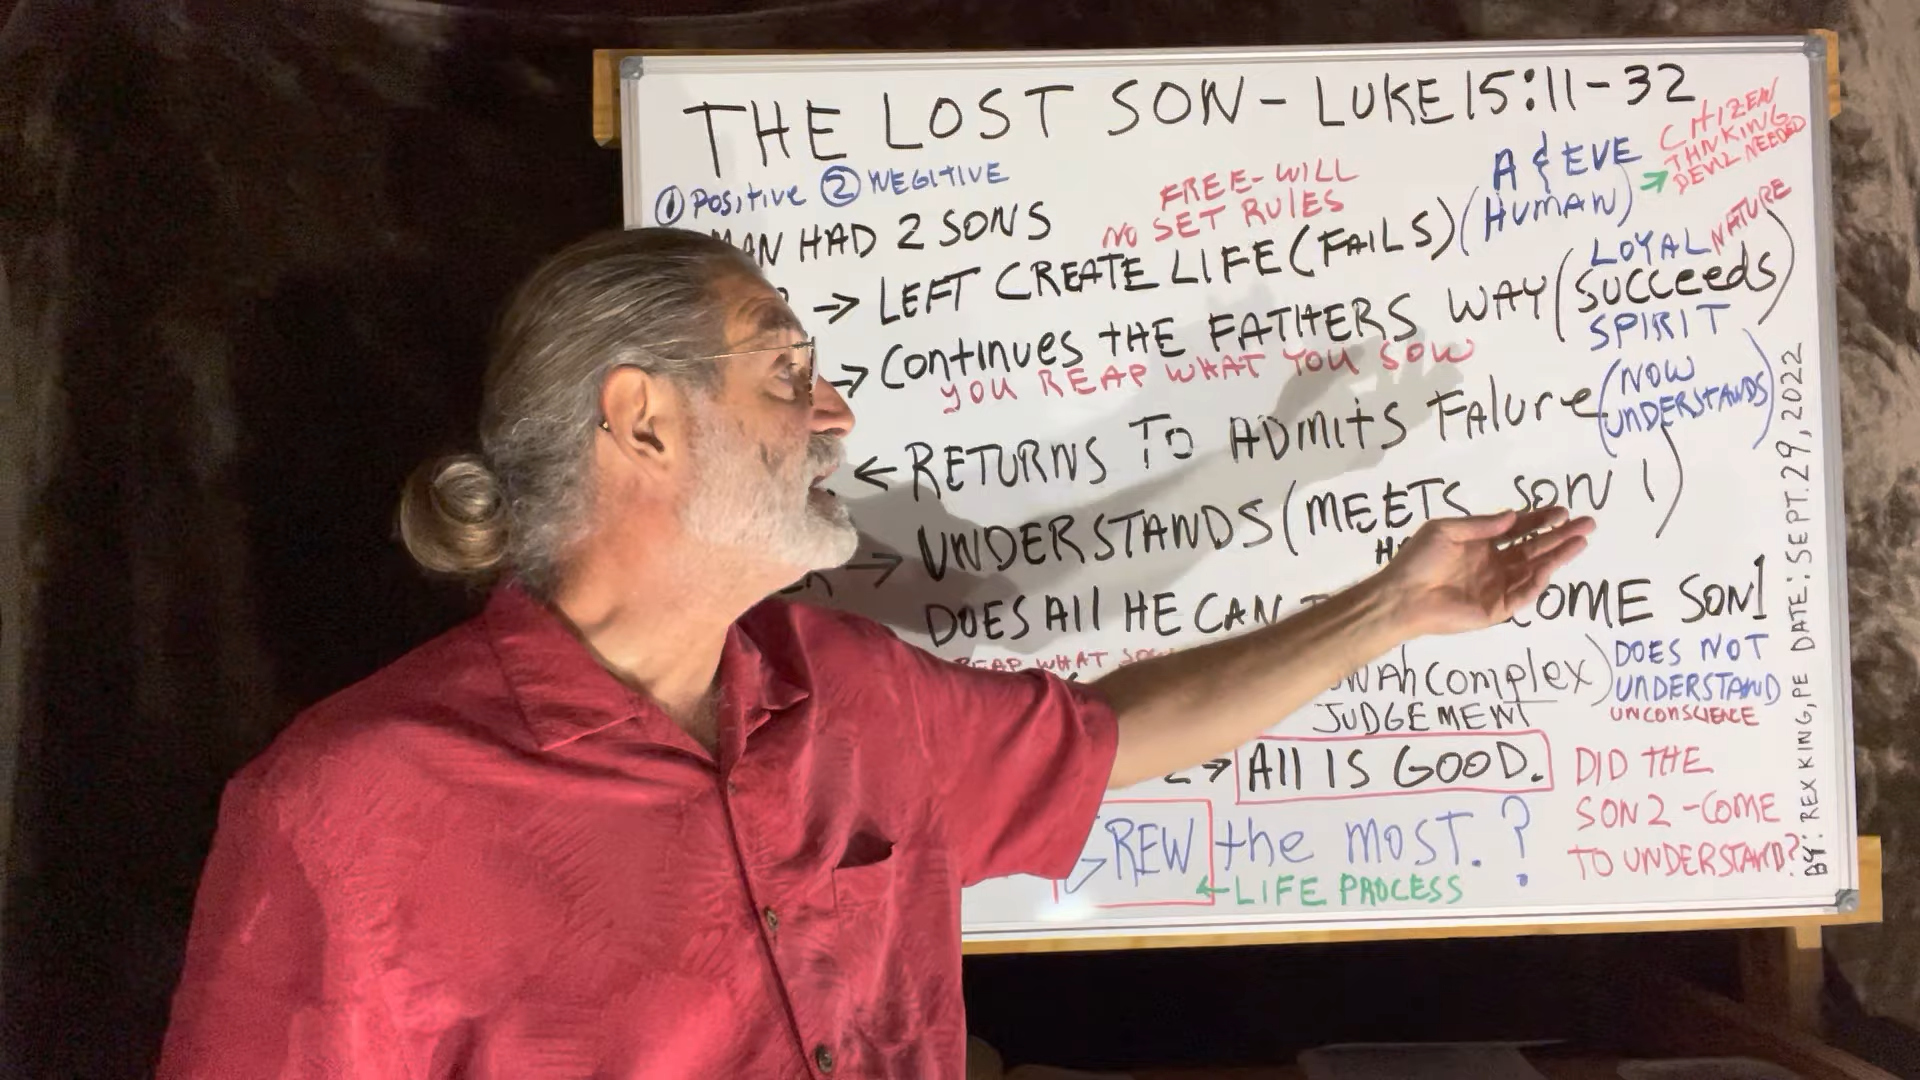 THE LOST SON - LUKE 15:11-32
CHIZEN
THNKING
DEVIL NEEDED
① POSITIVE ② NEGITIVE
FREE-WILL
NO SET RULES
A & EVE
(HUMAN)
MAN HAD 2 SONS
→ LEFT CREATE LIFE (FAILS)
LOYAL NATURE
→ CONTINUES THE FATHERS WAY (SUCCEEDS)
SPIRIT
YOU REAP WHAT YOU SOW
← RETURNS TO ADMITS FALURE (NOW
UNDERSTANDS)
→ UNDERSTANDS (MEETS SON 1)
DOES All HE CAN COME SON1
REAP WHAT
complex)
JUDGEMENT
DOES NOT
UNDERSTAND
UNCONSCIENCE
→ All IS GOOD.
GREW the most. ?
← LIFE PROCESS
DID THE
SON 2 - COME
TO UNDERSTAND?
BY: REX KING, PE DATE: SEPT. 29, 2022